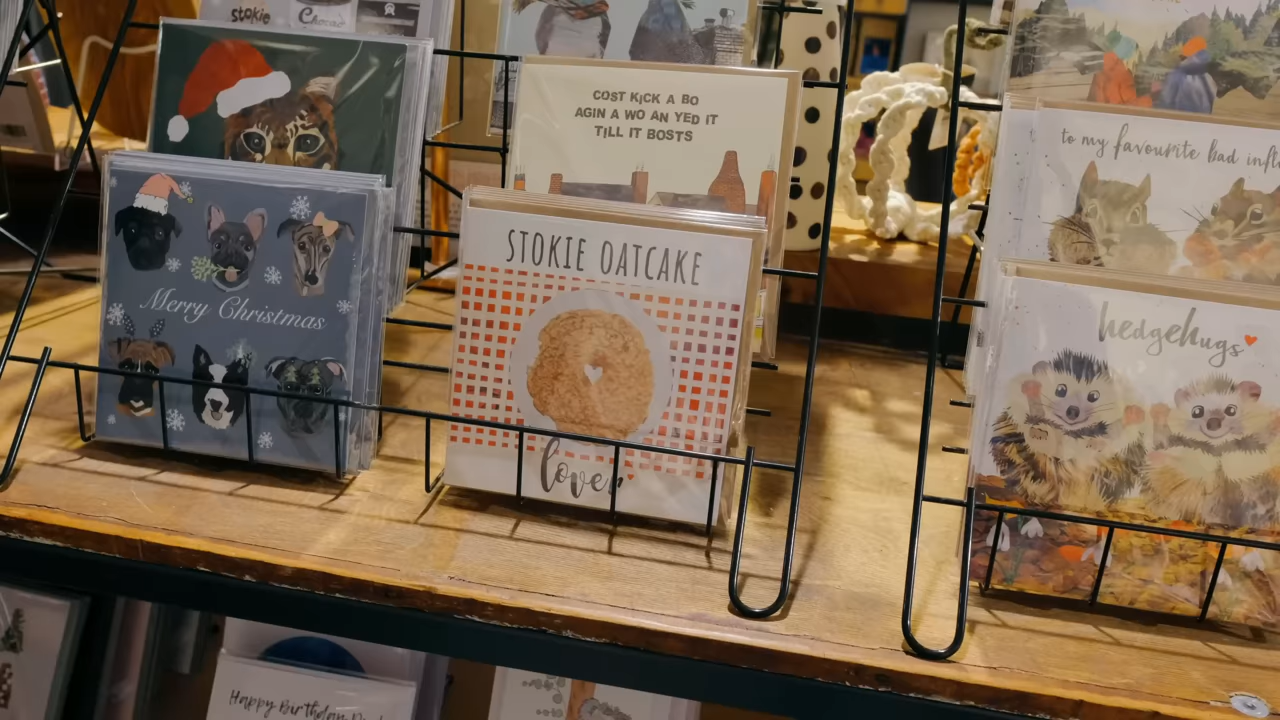 stokie
COST KICK A BO
AGIN A WO AN YED IT
TILL IT BOSTS
to my favourite bad
Merry Christmas
STOKIE OATCAKE
lover
hedgehugs
Happy Birthday